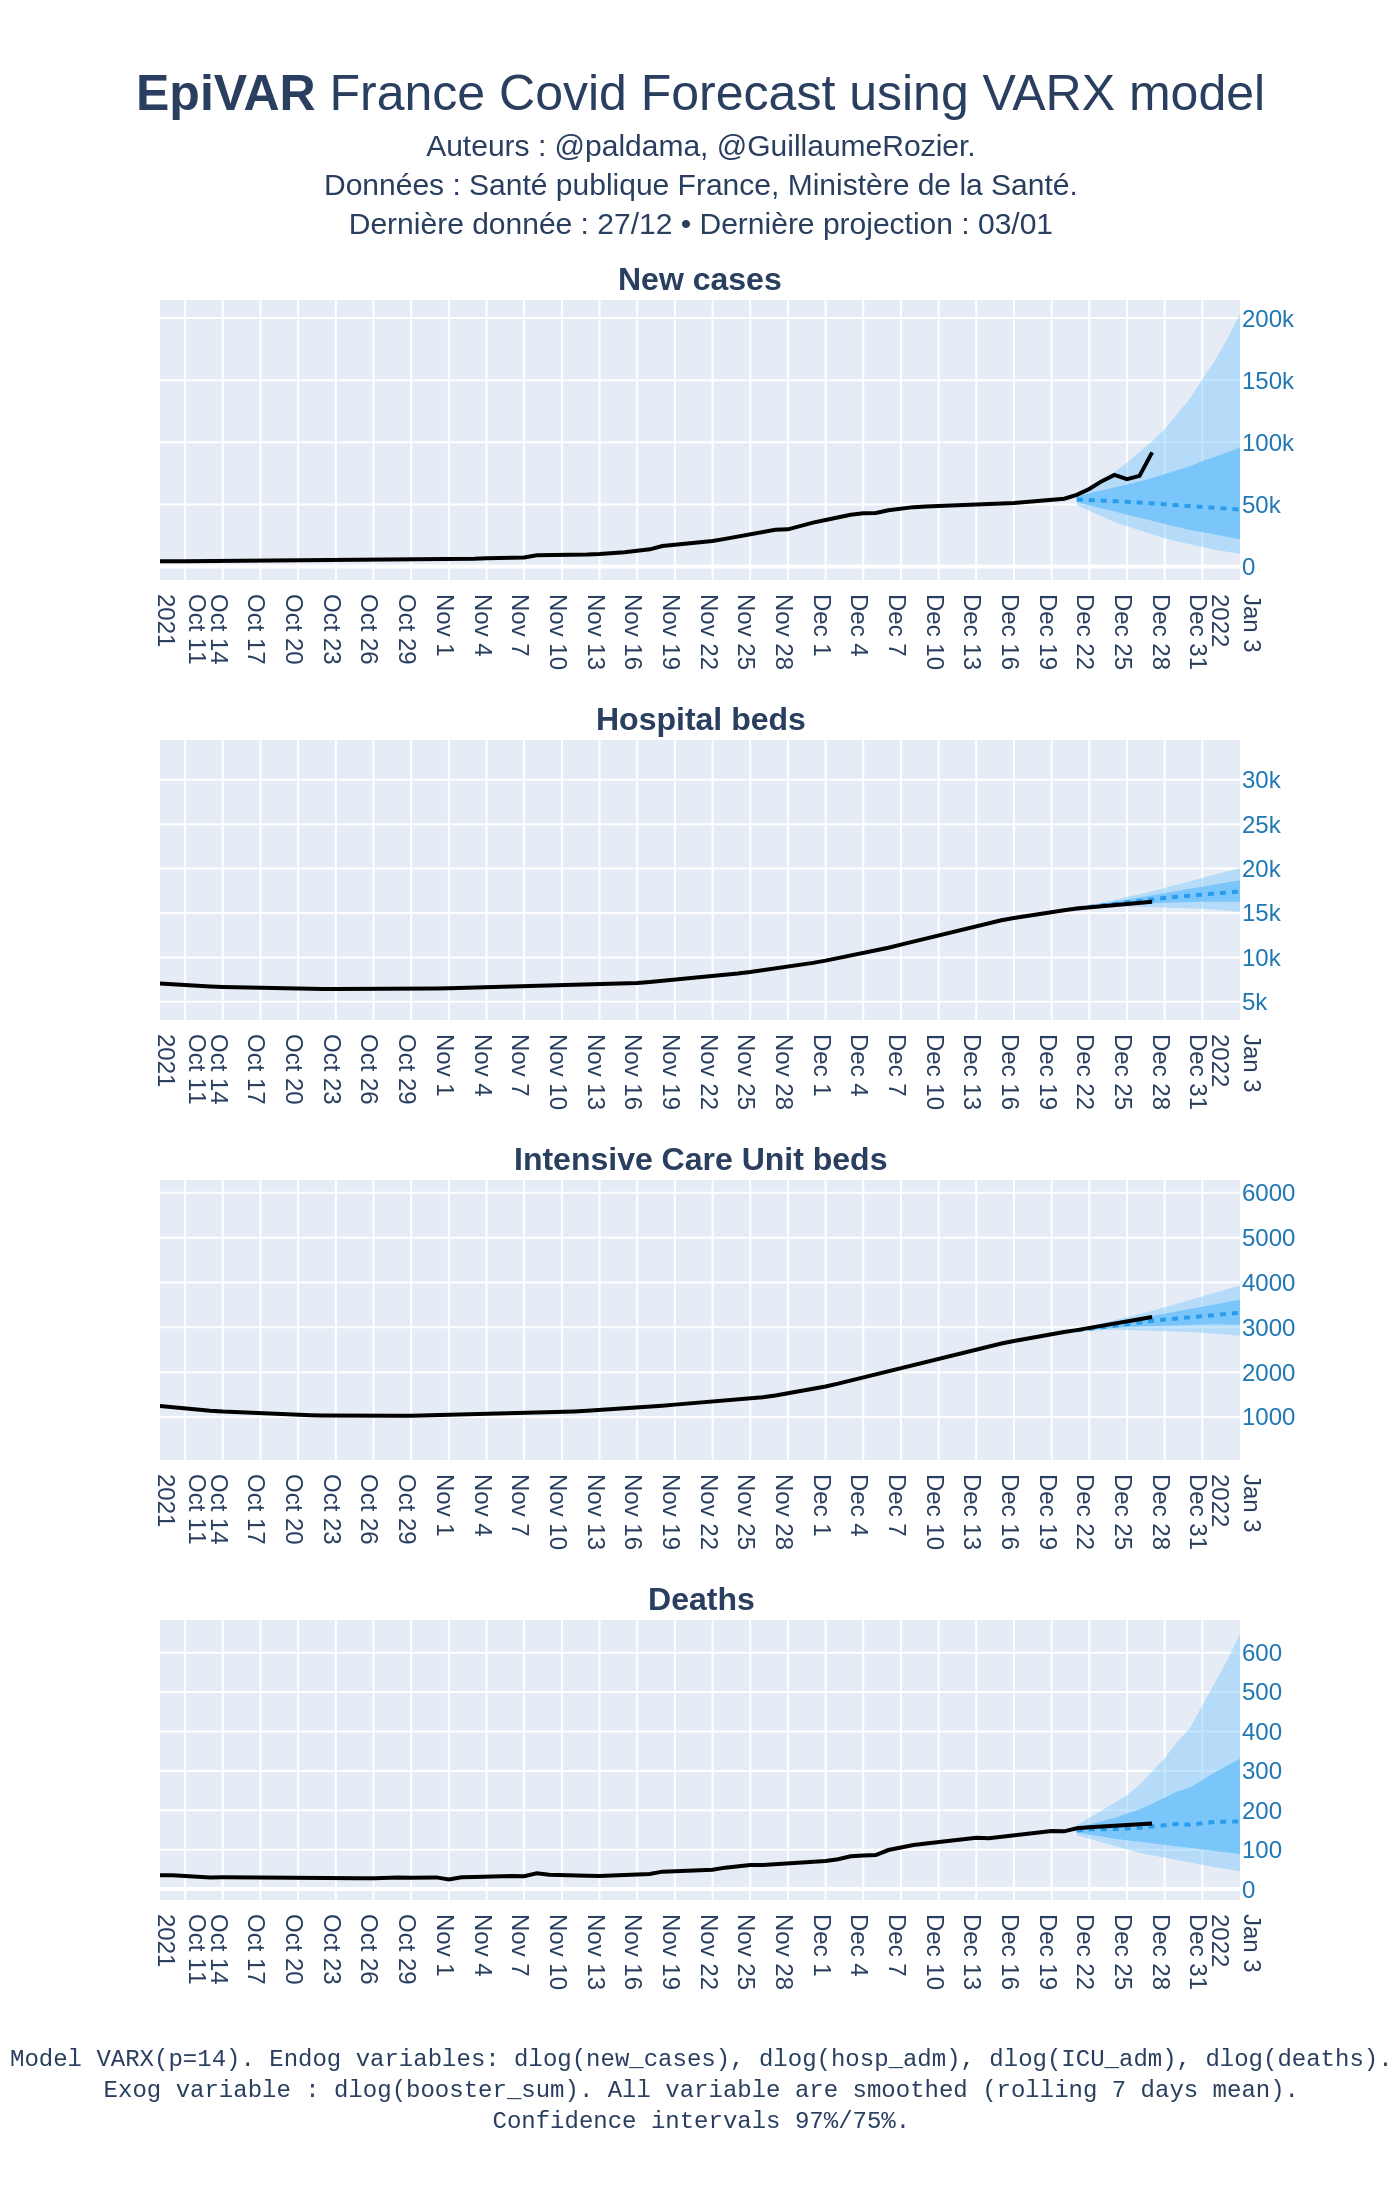 EpiVAR France Covid Forecast using VARX model
Auteurs : @paldama, @GuillaumeRozier.
Données : Santé publique France, Ministère de la Santé.
Dernière donnée : 27/12 • Dernière projection : 03/01
New cases
200k
150k
100k
50k
0
2021 Oct 11 Oct 14 Oct 17 Oct 20 Oct 23 Oct 26 Oct 29 Nov 1 Nov 4 Nov 7 Nov 10 Nov 13 Nov 16 Nov 19 Nov 22 Nov 25 Nov 28 Dec 1 Dec 4 Dec 7 Dec 10 Dec 13 Dec 16 Dec 19 Dec 22 Dec 25 Dec 28 Dec 31 2022 Jan 3
Hospital beds
30k
25k
20k
15k
10k
5k
2021 Oct 11 Oct 14 Oct 17 Oct 20 Oct 23 Oct 26 Oct 29 Nov 1 Nov 4 Nov 7 Nov 10 Nov 13 Nov 16 Nov 19 Nov 22 Nov 25 Nov 28 Dec 1 Dec 4 Dec 7 Dec 10 Dec 13 Dec 16 Dec 19 Dec 22 Dec 25 Dec 28 Dec 31 2022 Jan 3
Intensive Care Unit beds
6000
5000
4000
3000
2000
1000
2021 Oct 11 Oct 14 Oct 17 Oct 20 Oct 23 Oct 26 Oct 29 Nov 1 Nov 4 Nov 7 Nov 10 Nov 13 Nov 16 Nov 19 Nov 22 Nov 25 Nov 28 Dec 1 Dec 4 Dec 7 Dec 10 Dec 13 Dec 16 Dec 19 Dec 22 Dec 25 Dec 28 Dec 31 2022 Jan 3
Deaths
600
500
400
300
200
100
0
2021 Oct 11 Oct 14 Oct 17 Oct 20 Oct 23 Oct 26 Oct 29 Nov 1 Nov 4 Nov 7 Nov 10 Nov 13 Nov 16 Nov 19 Nov 22 Nov 25 Nov 28 Dec 1 Dec 4 Dec 7 Dec 10 Dec 13 Dec 16 Dec 19 Dec 22 Dec 25 Dec 28 Dec 31 2022 Jan 3
Model VARX(p=14). Endog variables: dlog(new_cases), dlog(hosp_adm), dlog(ICU_adm), dlog(deaths).
Exog variable : dlog(booster_sum). All variable are smoothed (rolling 7 days mean).
Confidence intervals 97%/75%.